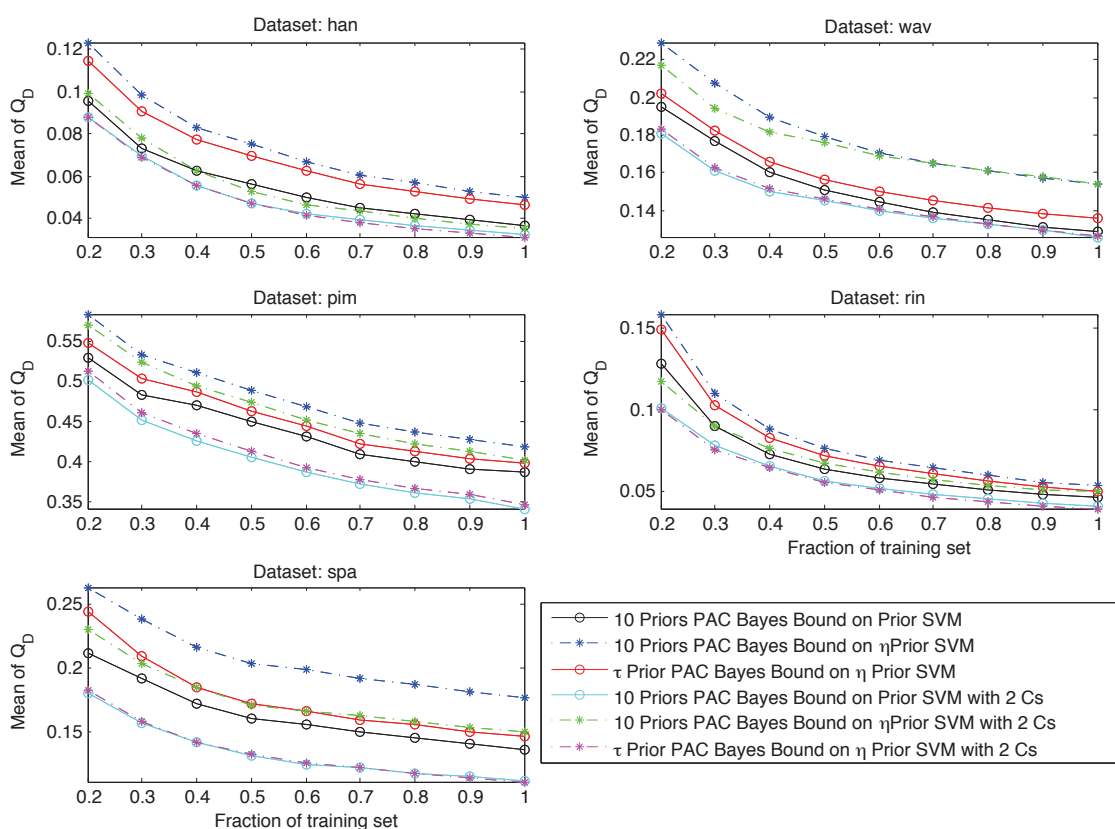 Dataset: han
0.12
0.1
0.08
0.06
0.04
Mean of Q_D
0.2 0.3 0.4 0.5 0.6 0.7 0.8 0.9 1
Dataset: wav
0.22
0.2
0.18
0.16
0.14
Mean of Q_D
0.2 0.3 0.4 0.5 0.6 0.7 0.8 0.9 1
Dataset: pim
0.55
0.5
0.45
0.4
0.35
Mean of Q_D
0.2 0.3 0.4 0.5 0.6 0.7 0.8 0.9 1
Dataset: rin
0.15
0.1
0.05
Mean of Q_D
0.2 0.3 0.4 0.5 0.6 0.7 0.8 0.9 1
Fraction of training set
Dataset: spa
0.25
0.2
0.15
Mean of Q_D
0.2 0.3 0.4 0.5 0.6 0.7 0.8 0.9 1
Fraction of training set
10 Priors PAC Bayes Bound on Prior SVM
10 Priors PAC Bayes Bound on ηPrior SVM
τ Prior PAC Bayes Bound on η Prior SVM
10 Priors PAC Bayes Bound on Prior SVM with 2 Cs
10 Priors PAC Bayes Bound on ηPrior SVM with 2 Cs
τ Prior PAC Bayes Bound on η Prior SVM with 2 Cs